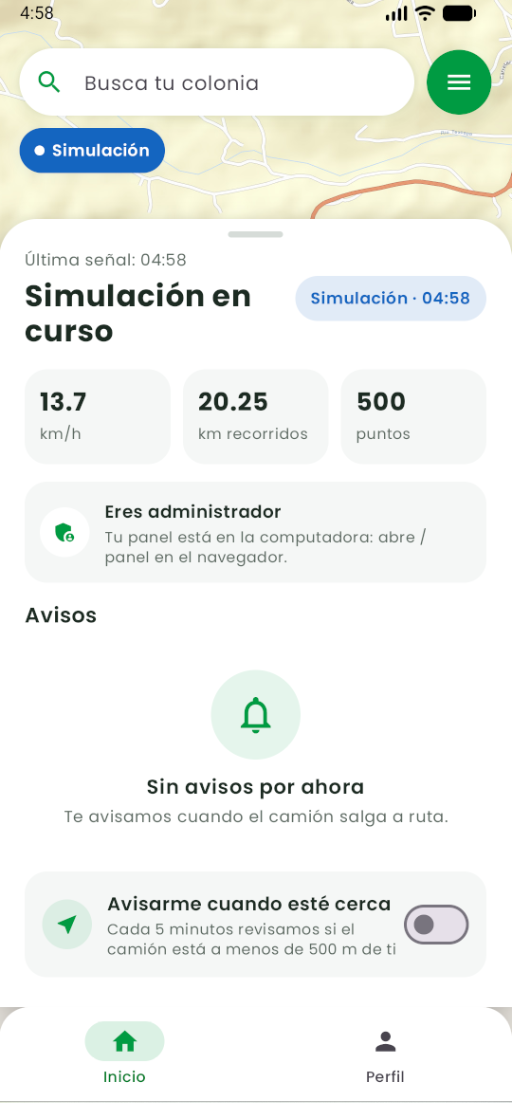 4:58
Busca tu colonia
Simulación
Última señal: 04:58
Simulación en
curso
Simulación · 04:58
13.7
km/h
20.25
km recorridos
500
puntos
Eres administrador
Tu panel está en la computadora: abre /
panel en el navegador.
Avisos
Sin avisos por ahora
Te avisamos cuando el camión salga a ruta.
Avisarme cuando esté cerca
Cada 5 minutos revisamos si el
camión está a menos de 500 m de ti
Inicio
Perfil